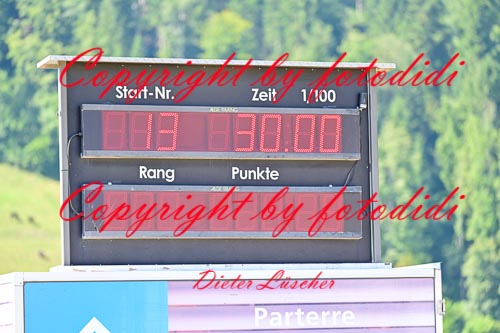 Copyright by fotodidi
Start-Nr. Zeit 1/100
13 30.00
Rang Punkte
Copyright by fotodidi
Dieter Lüscher
Parterre